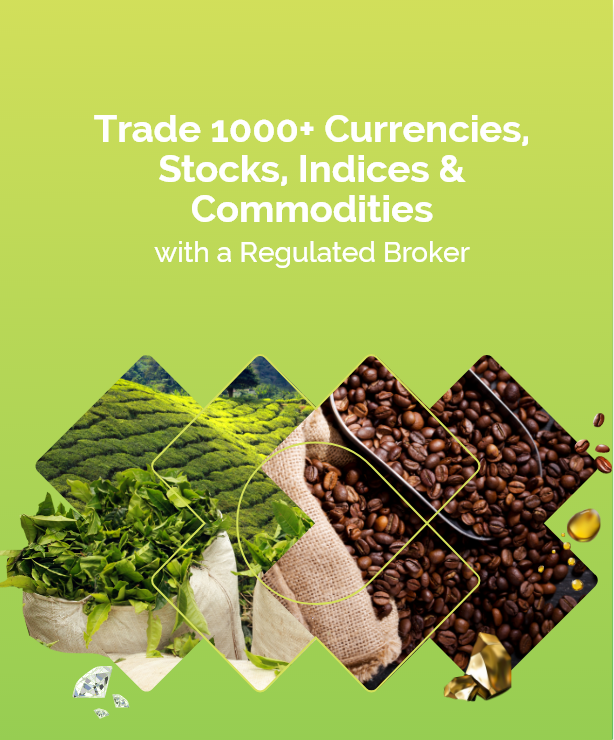 Trade 1000+ Currencies,
Stocks, Indices &
Commodities
with a Regulated Broker